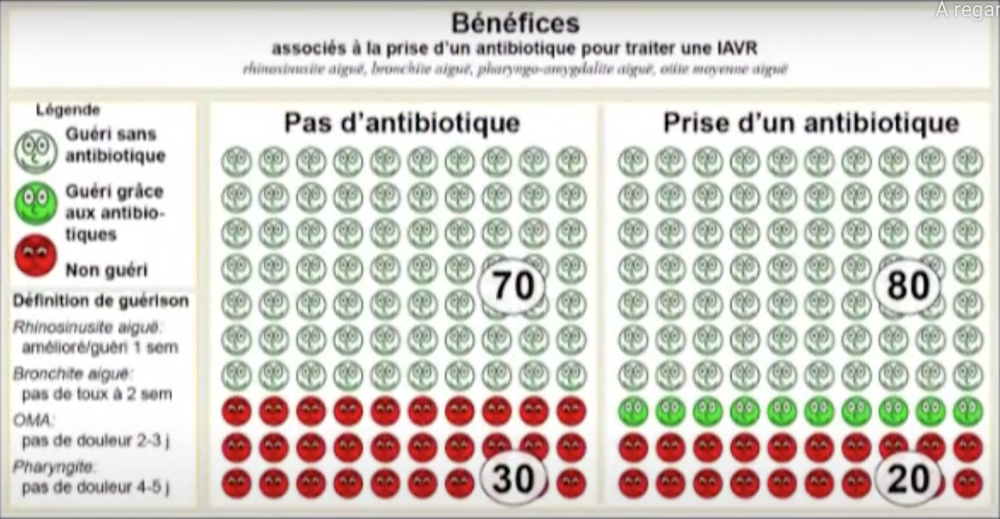 À regar
Bénéfices
associés à la prise d'un antibiotique pour traiter une IAVR
rhinosinusite aiguë, bronchite aiguë, pharyngo-amygdalite aiguë, otite moyenne aiguë
Légende
Guéri sans
antibiotique
Guéri grâce
aux antibio-
tiques
Non guéri
Définition de guérison
Rhinosinusite aiguë:
amélioré/guéri 1 sem
Bronchite aiguë:
pas de toux à 2 sem
OMA:
pas de douleur 2-3 j
Pharyngite:
pas de douleur 4-5 j
Pas d'antibiotique
70
30
Prise d'un antibiotique
80
20